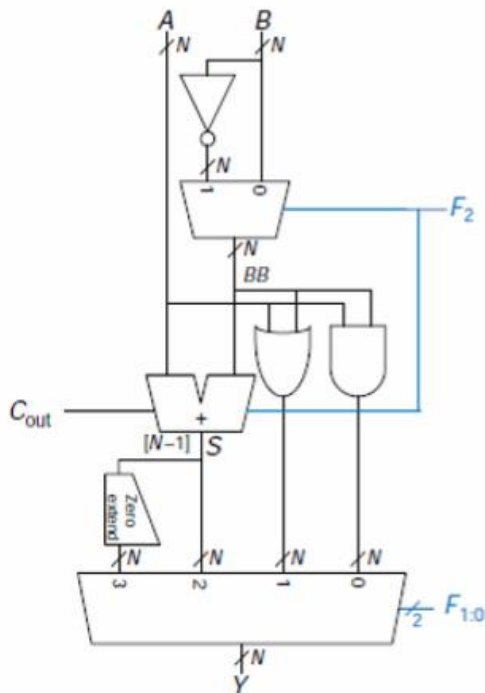 A B
N N
N
1 0
F2
N
BB
Cout
+
[N–1] S
Zero
extend
N N N N
3 2 1 0
2 F1:0
N
Y